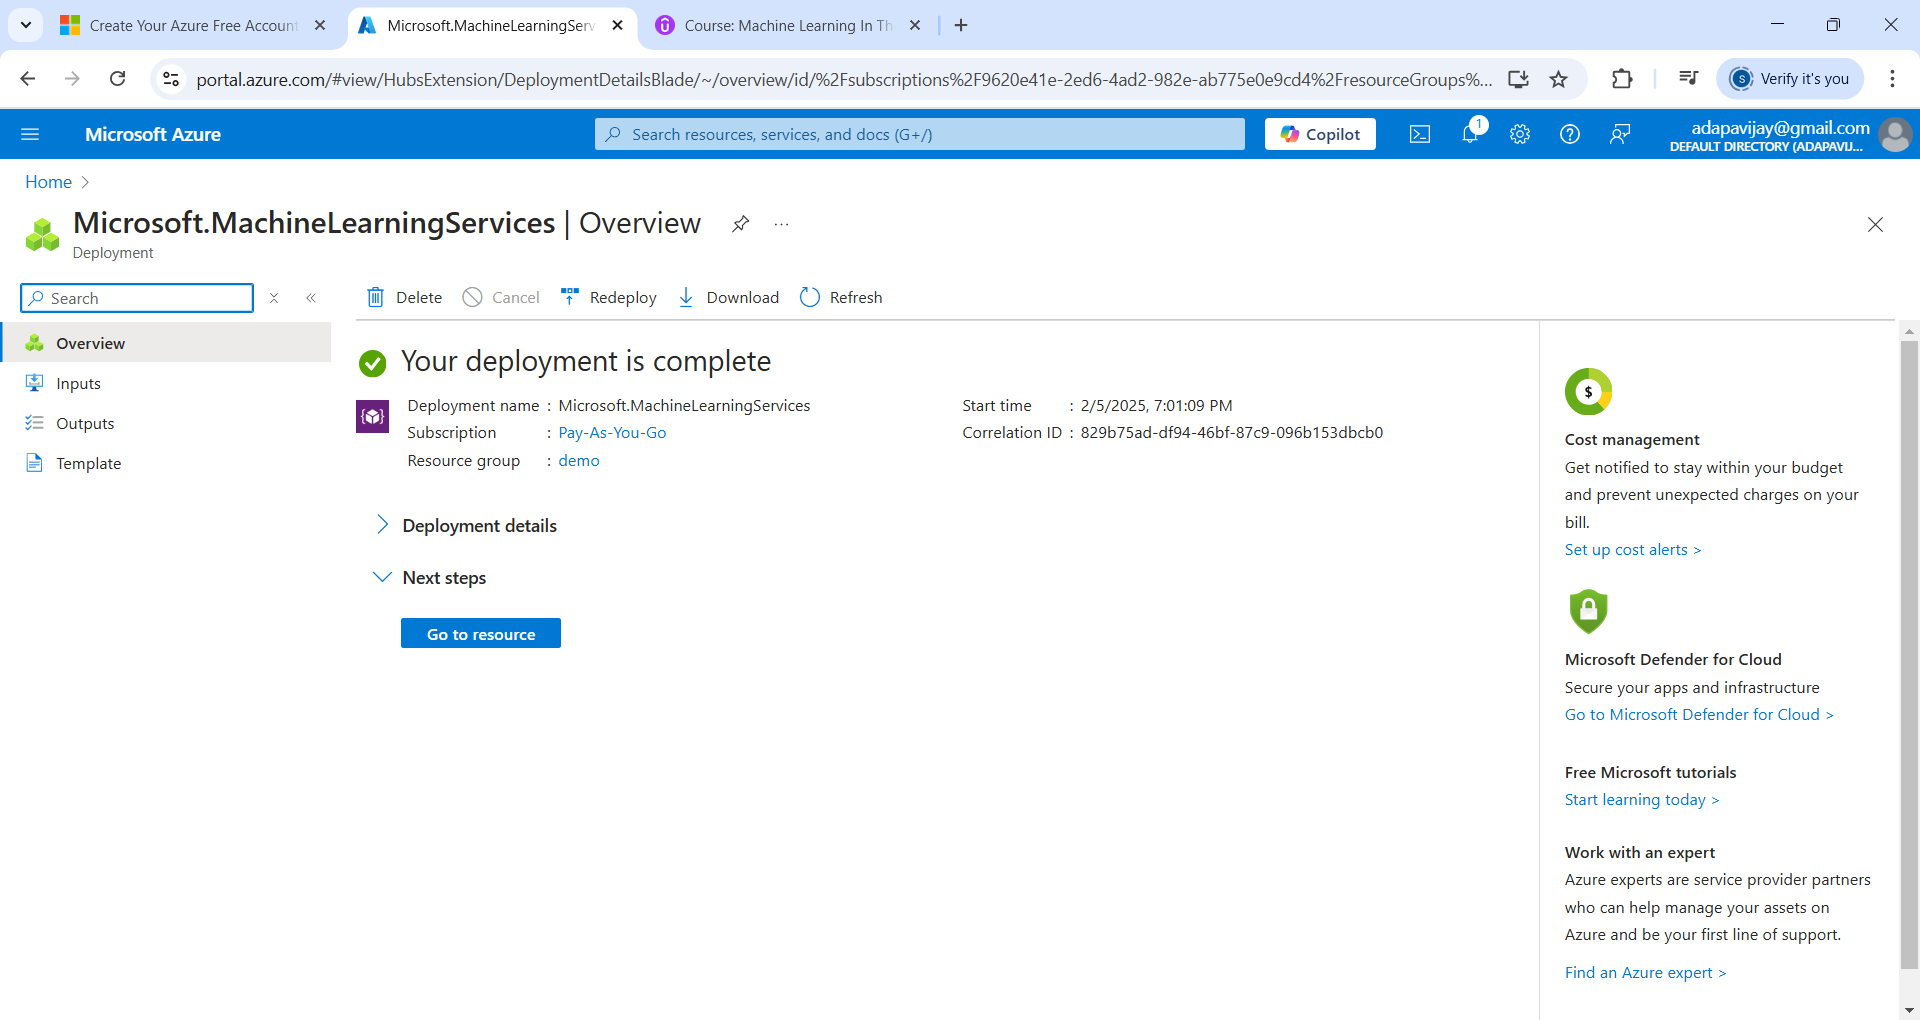 Create Your Azure Free Account
Microsoft.MachineLearningServ
Course: Machine Learning In Th
portal.azure.com/#view/HubsExtension/DeploymentDetailsBlade/~/overview/id/%2Fsubscriptions%2F9620e41e-2ed6-4ad2-982e-ab775e0e9cd4%2FresourceGroups%...
S
Verify it's you
Microsoft Azure
Search resources, services, and docs (G+/)
Copilot
1
adapavijay@gmail.com
DEFAULT DIRECTORY (ADAPAVIJ...
Home
Microsoft.MachineLearningServices | Overview
...
Deployment
Search
Delete
Cancel
Redeploy
Download
Refresh
Overview
Inputs
Outputs
Template
Your deployment is complete
Deployment name : Microsoft.MachineLearningServices
Subscription : Pay-As-You-Go
Resource group : demo
Start time : 2/5/2025, 7:01:09 PM
Correlation ID : 829b75ad-df94-46bf-87c9-096b153dbcb0
Deployment details
Next steps
Go to resource
$
Cost management
Get notified to stay within your budget
and prevent unexpected charges on your
bill.
Set up cost alerts >
Microsoft Defender for Cloud
Secure your apps and infrastructure
Go to Microsoft Defender for Cloud >
Free Microsoft tutorials
Start learning today >
Work with an expert
Azure experts are service provider partners
who can help manage your assets on
Azure and be your first line of support.
Find an Azure expert >